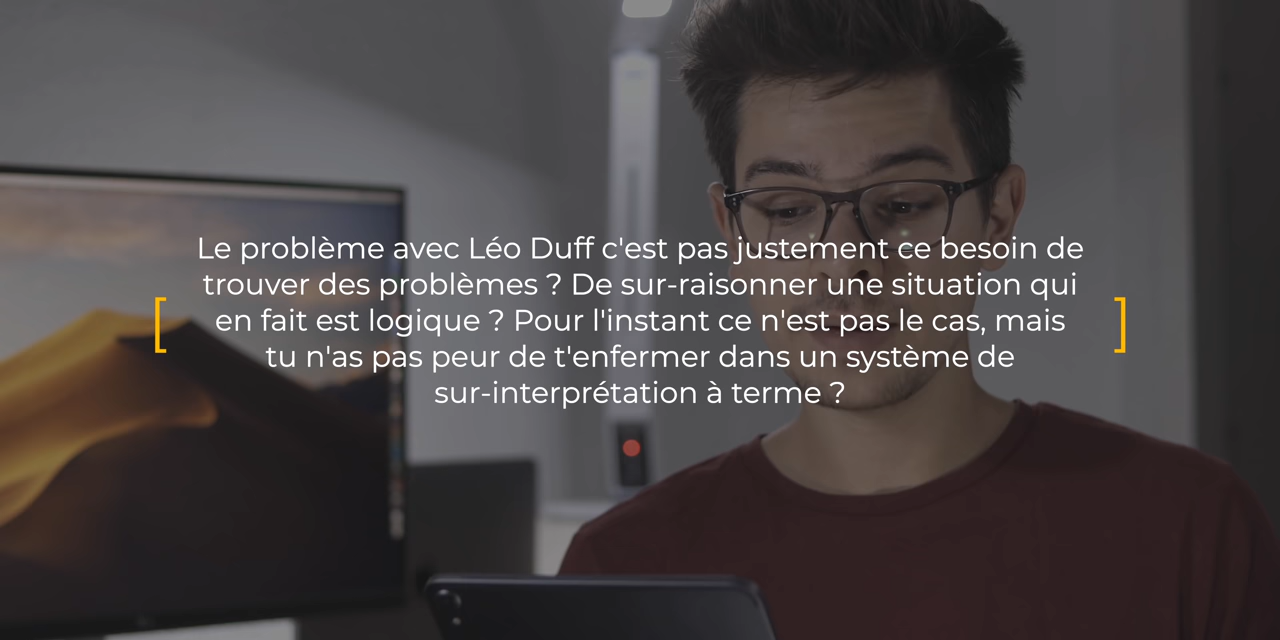 Le problème avec Léo Duff c'est pas justement ce besoin de
trouver des problèmes ? De sur-raisonner une situation qui
en fait est logique ? Pour l'instant ce n'est pas le cas, mais
tu n'as pas peur de t'enfermer dans un système de
sur-interprétation à terme ?